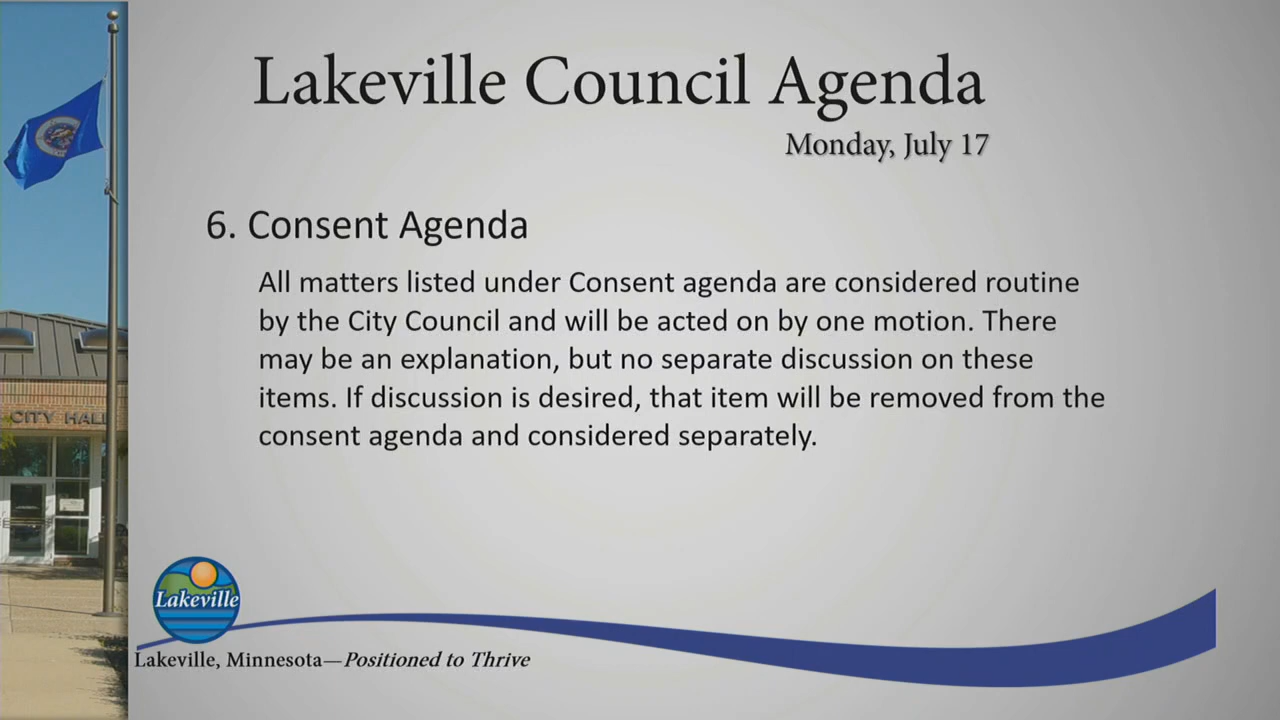 Lakeville Council Agenda
Monday, July 17
6. Consent Agenda
All matters listed under Consent agenda are considered routine
by the City Council and will be acted on by one motion. There
may be an explanation, but no separate discussion on these
items. If discussion is desired, that item will be removed from the
consent agenda and considered separately.
CITY HALL
Lakeville
Lakeville, Minnesota—Positioned to Thrive